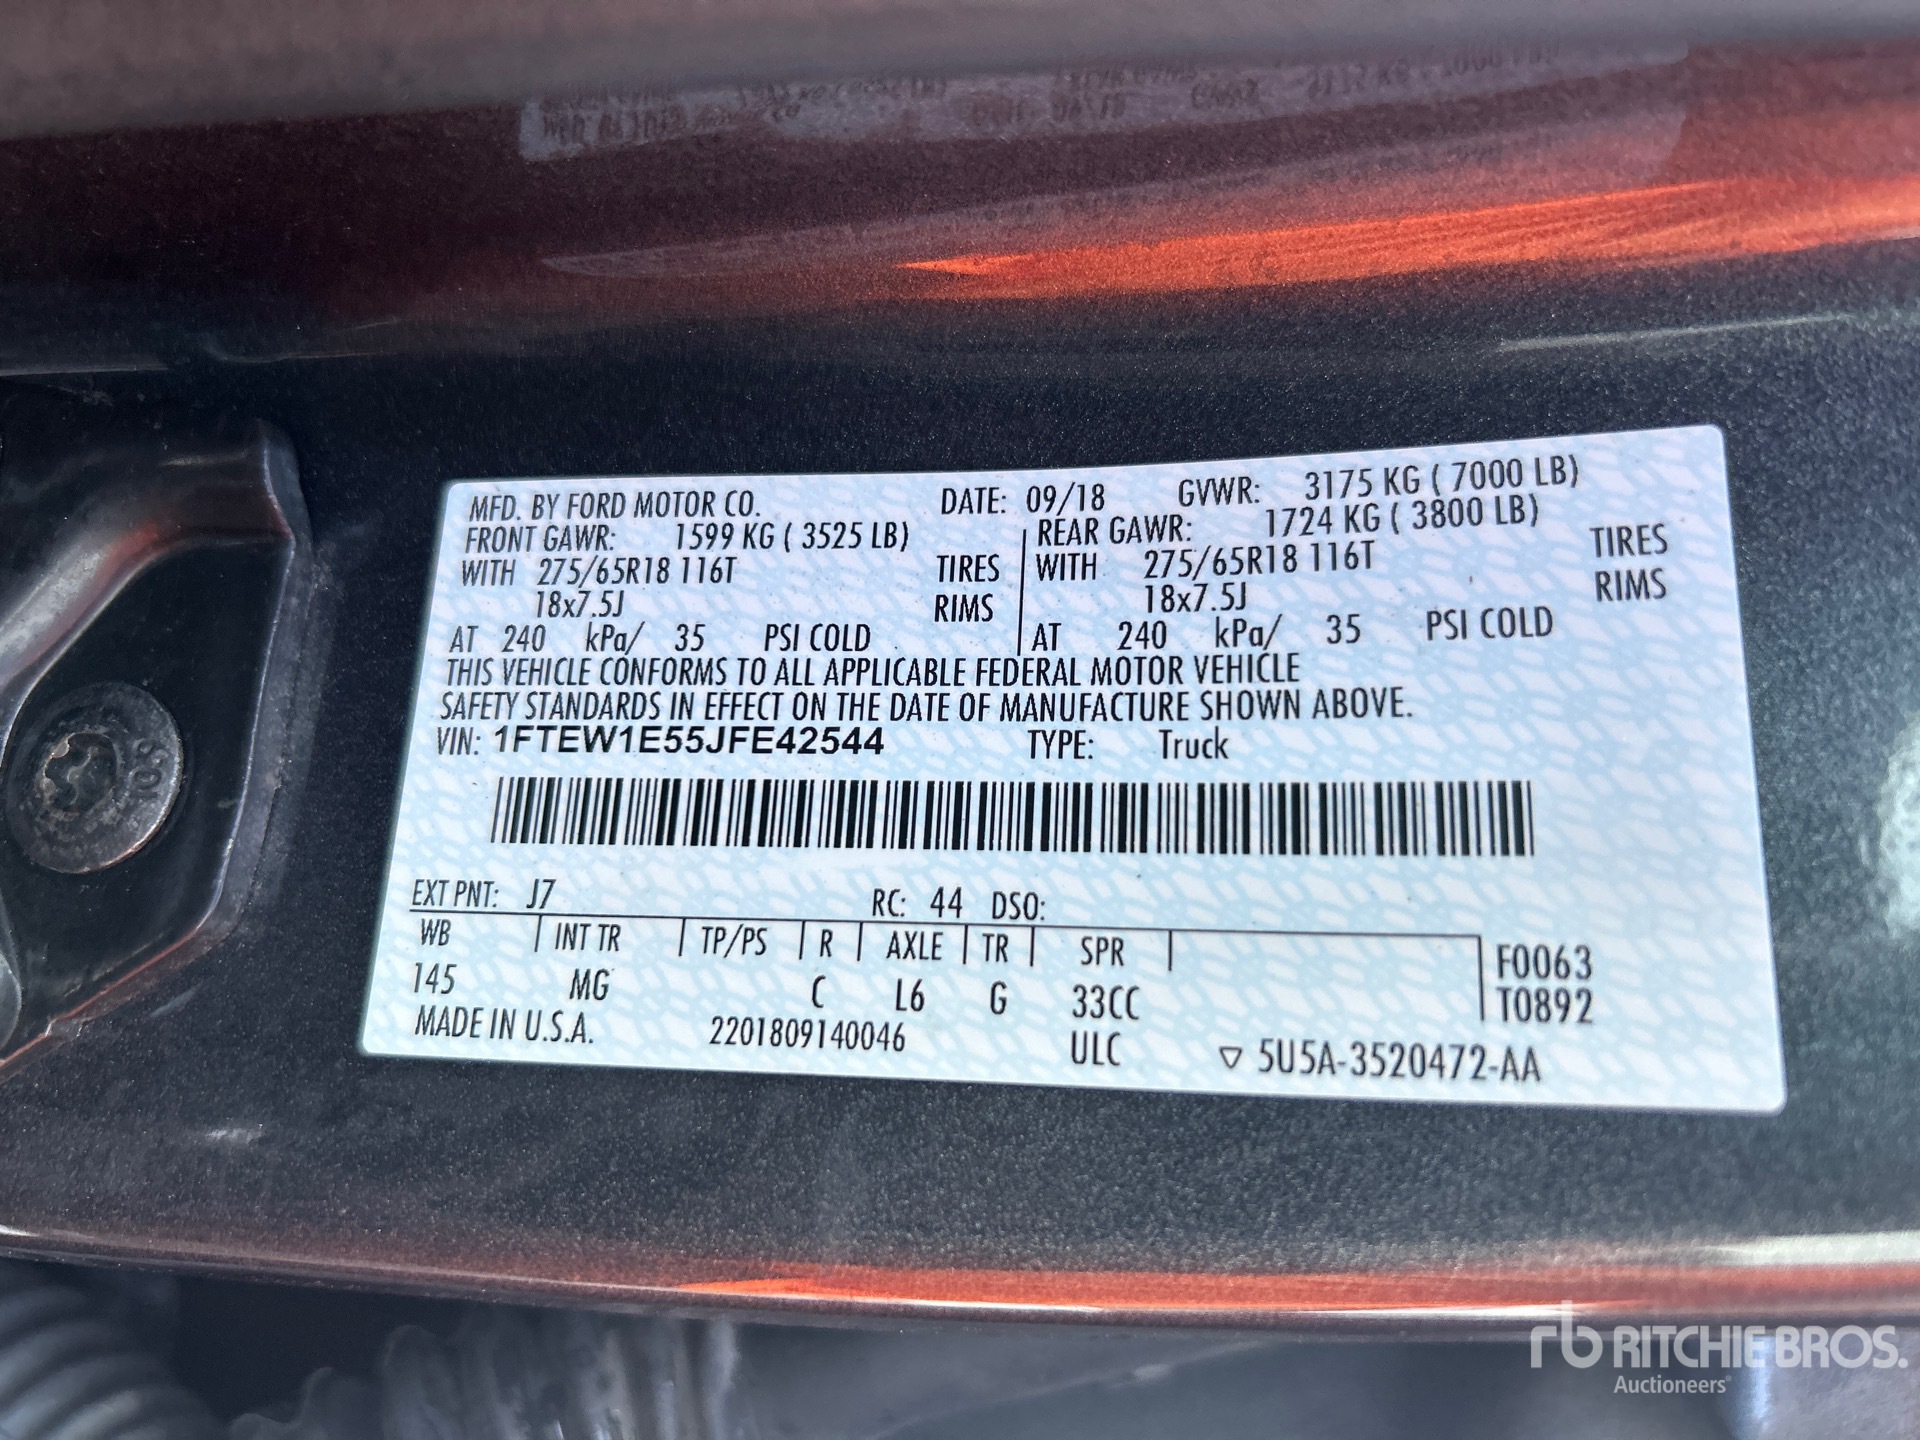 MFD. BY FORD MOTOR CO. DATE: 09/18 GVWR: 3175 KG ( 7000 LB)
FRONT GAWR: 1599 KG ( 3525 LB) REAR GAWR: 1724 KG ( 3800 LB)
WITH 275/65R18 116T TIRES WITH 275/65R18 116T TIRES
18x7.5J RIMS 18x7.5J RIMS
AT 240 kPa/ 35 PSI COLD AT 240 kPa/ 35 PSI COLD
THIS VEHICLE CONFORMS TO ALL APPLICABLE FEDERAL MOTOR VEHICLE
SAFETY STANDARDS IN EFFECT ON THE DATE OF MANUFACTURE SHOWN ABOVE.
VIN: 1FTEW1E55JFE42544 TYPE: Truck
EXT PNT: J7 RC: 44 DSO:
WB INT TR TP/PS R AXLE TR SPR F0063
145 MG C L6 G 33CC T0892
MADE IN U.S.A. 2201809140046 ULC ▽ 5U5A-3520472-AA
rb RITCHIE BROS.
Auctioneers